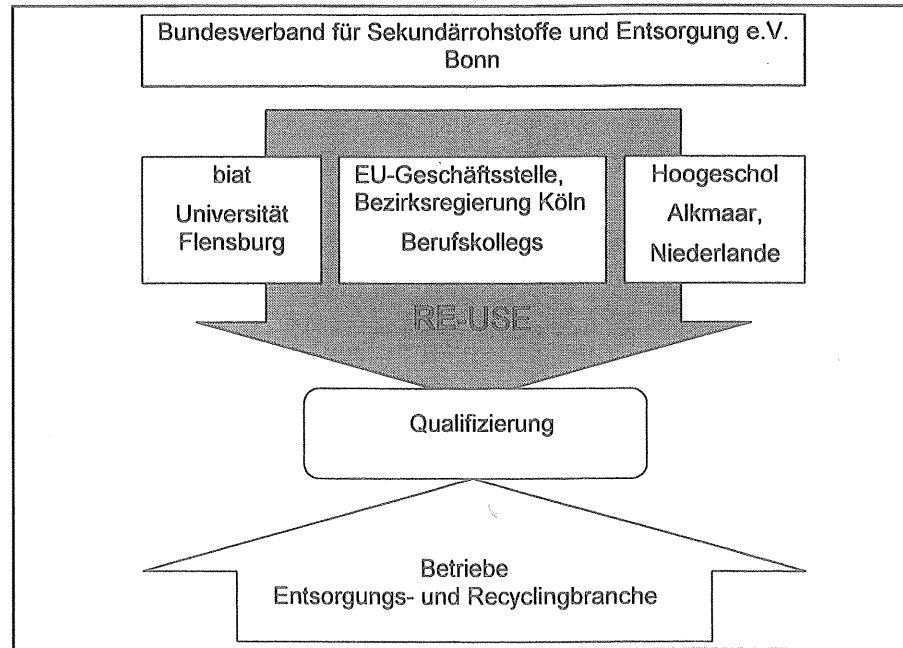 Bundesverband für Sekundärrohstoffe und Entsorgung e.V.
Bonn
biat
Universität
Flensburg
EU-Geschäftsstelle,
Bezirksregierung Köln
Berufskollegs
Hoogeschol
Alkmaar,
Niederlande
RE-USE
Qualifizierung
Betriebe
Entsorgungs- und Recyclingbranche